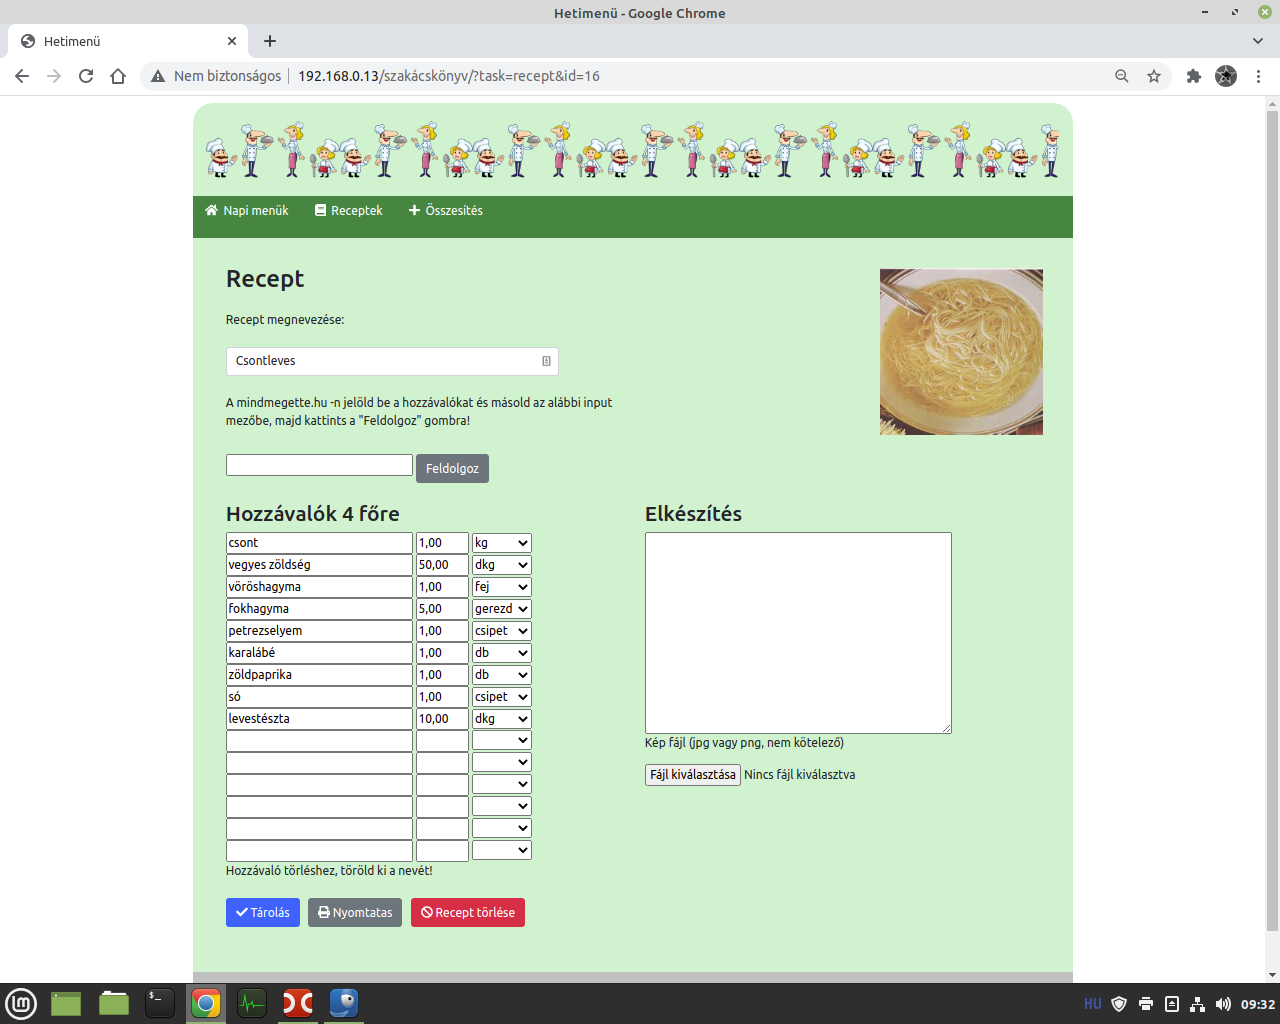 Hetimenü - Google Chrome
Hetimenü
Nem biztonságos 192.168.0.13/szakácskönyv/?task=recept&id=16
Napi menük Receptek Összesítés
Recept
Recept megnevezése:
Csontleves
A mindmegette.hu -n jelöld be a hozzávalókat és másold az alábbi input
mezőbe, majd kattints a "Feldolgoz" gombra!
Feldolgoz
Hozzávalók 4 főre
csont 1,00 kg
vegyes zöldség 50,00 dkg
vöröshagyma 1,00 fej
fokhagyma 5,00 gerezd
petrezselyem 1,00 csipet
karalábé 1,00 db
zöldpaprika 1,00 db
só 1,00 csipet
levestészta 10,00 dkg
Hozzávaló törléshez, töröld ki a nevét!
Elkészítés
Kép fájl (jpg vagy png, nem kötelező)
Fájl kiválasztása Nincs fájl kiválasztva
Tárolás Nyomtatas Recept törlése
HU 09:32